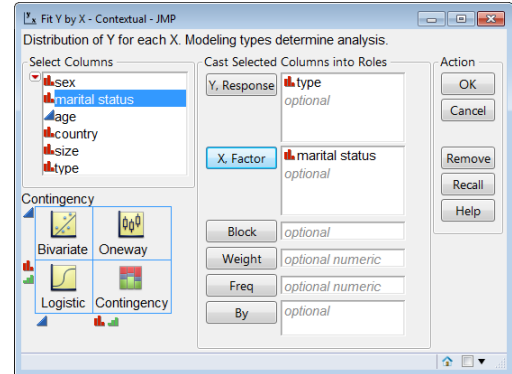 Fit Y by X - Contextual - JMP
Distribution of Y for each X. Modeling types determine analysis.
Select Columns
sex
marital status
age
country
size
type
Cast Selected Columns into Roles
Y, Response
type
optional
X, Factor
marital status
optional
Block
optional
Weight
optional numeric
Freq
optional numeric
By
optional
Action
OK
Cancel
Remove
Recall
Help
Contingency
Bivariate
Oneway
Logistic
Contingency